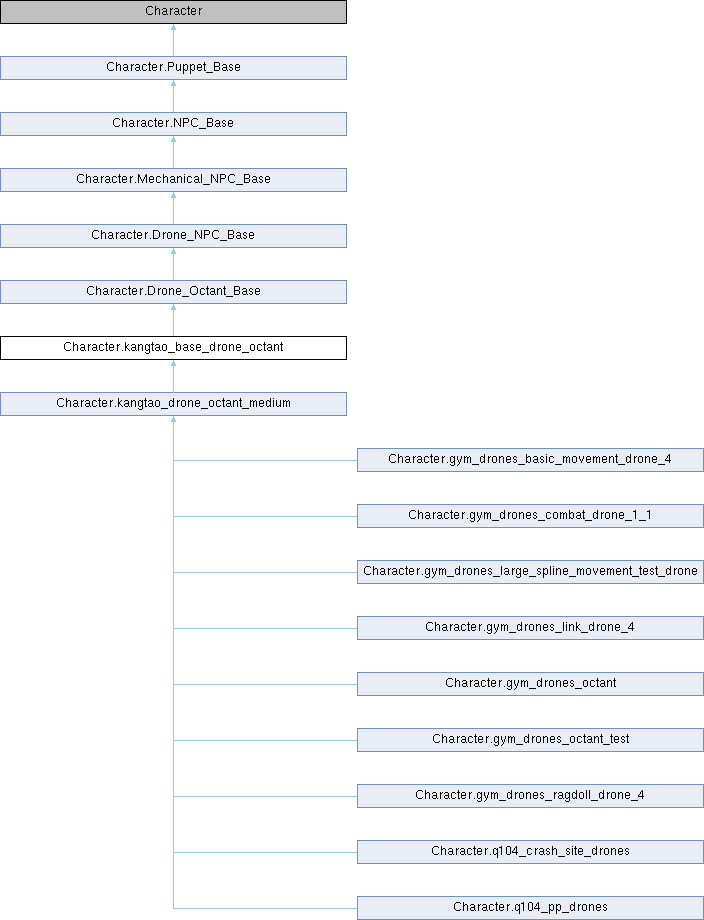 Character
Character.Puppet_Base
Character.NPC_Base
Character.Mechanical_NPC_Base
Character.Drone_NPC_Base
Character.Drone_Octant_Base
Character.kangtao_base_drone_octant
Character.kangtao_drone_octant_medium
Character.gym_drones_basic_movement_drone_4
Character.gym_drones_combat_drone_1_1
Character.gym_drones_large_spline_movement_test_drone
Character.gym_drones_link_drone_4
Character.gym_drones_octant
Character.gym_drones_octant_test
Character.gym_drones_ragdoll_drone_4
Character.q104_crash_site_drones
Character.q104_pp_drones